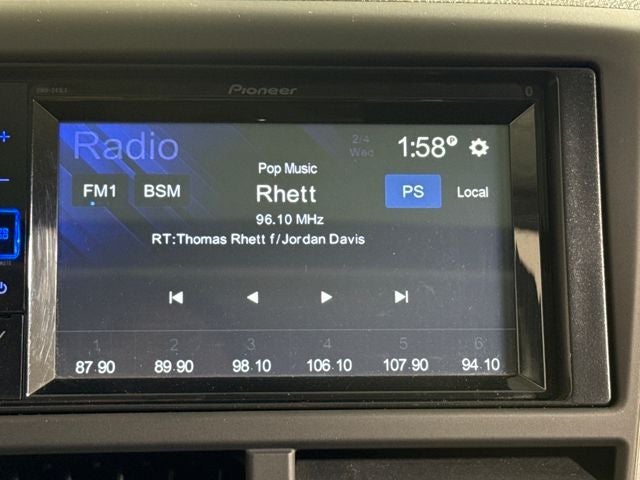 Pioneer
Radio
2/4
Wed
1:58 P
Pop Music
FM1
BSM
Rhett
PS
Local
96.10 MHz
RT:Thomas Rhett f/Jordan Davis
1 2 3 4 5 6
87.90 89.90 98.10 106.10 107.90 94.10